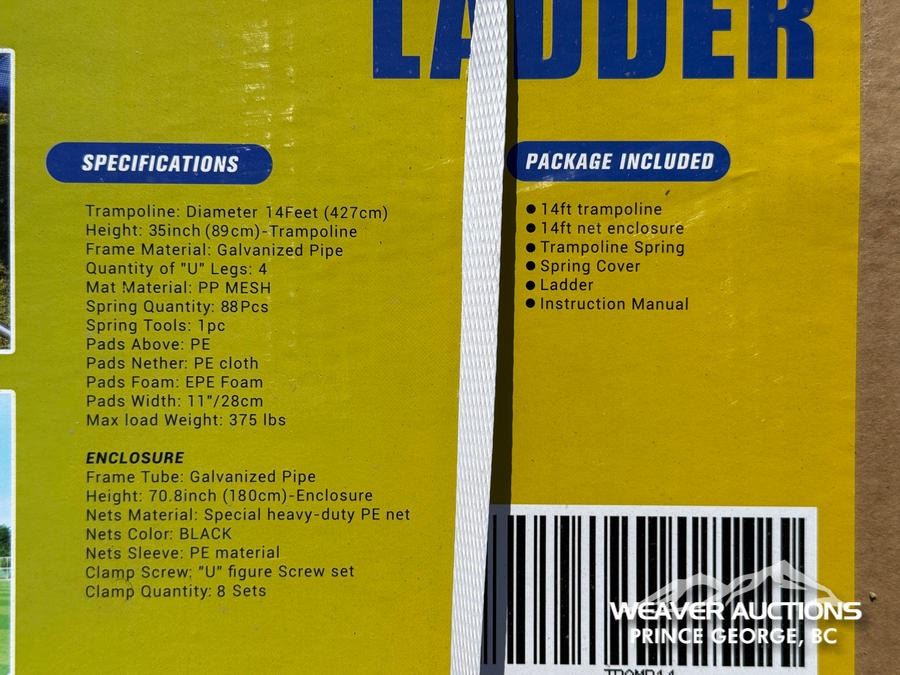 LADDER
SPECIFICATIONS
Trampoline: Diameter 14Feet (427cm)
Height: 35inch (89cm)-Trampoline
Frame Material: Galvanized Pipe
Quantity of "U" Legs: 4
Mat Material: PP MESH
Spring Quantity: 88Pcs
Spring Tools: 1pc
Pads Above: PE
Pads Nether: PE cloth
Pads Foam: EPE Foam
Pads Width: 11"/28cm
Max load Weight: 375 lbs
ENCLOSURE
Frame Tube: Galvanized Pipe
Height: 70.8inch (180cm)-Enclosure
Nets Material: Special heavy-duty PE net
Nets Color: BLACK
Nets Sleeve: PE material
Clamp Screw: "U" figure Screw set
Clamp Quantity: 8 Sets
PACKAGE INCLUDED
● 14ft trampoline
● 14ft net enclosure
● Trampoline Spring
● Spring Cover
● Ladder
● Instruction Manual
WEAVER AUCTIONS
PRINCE GEORGE, BC